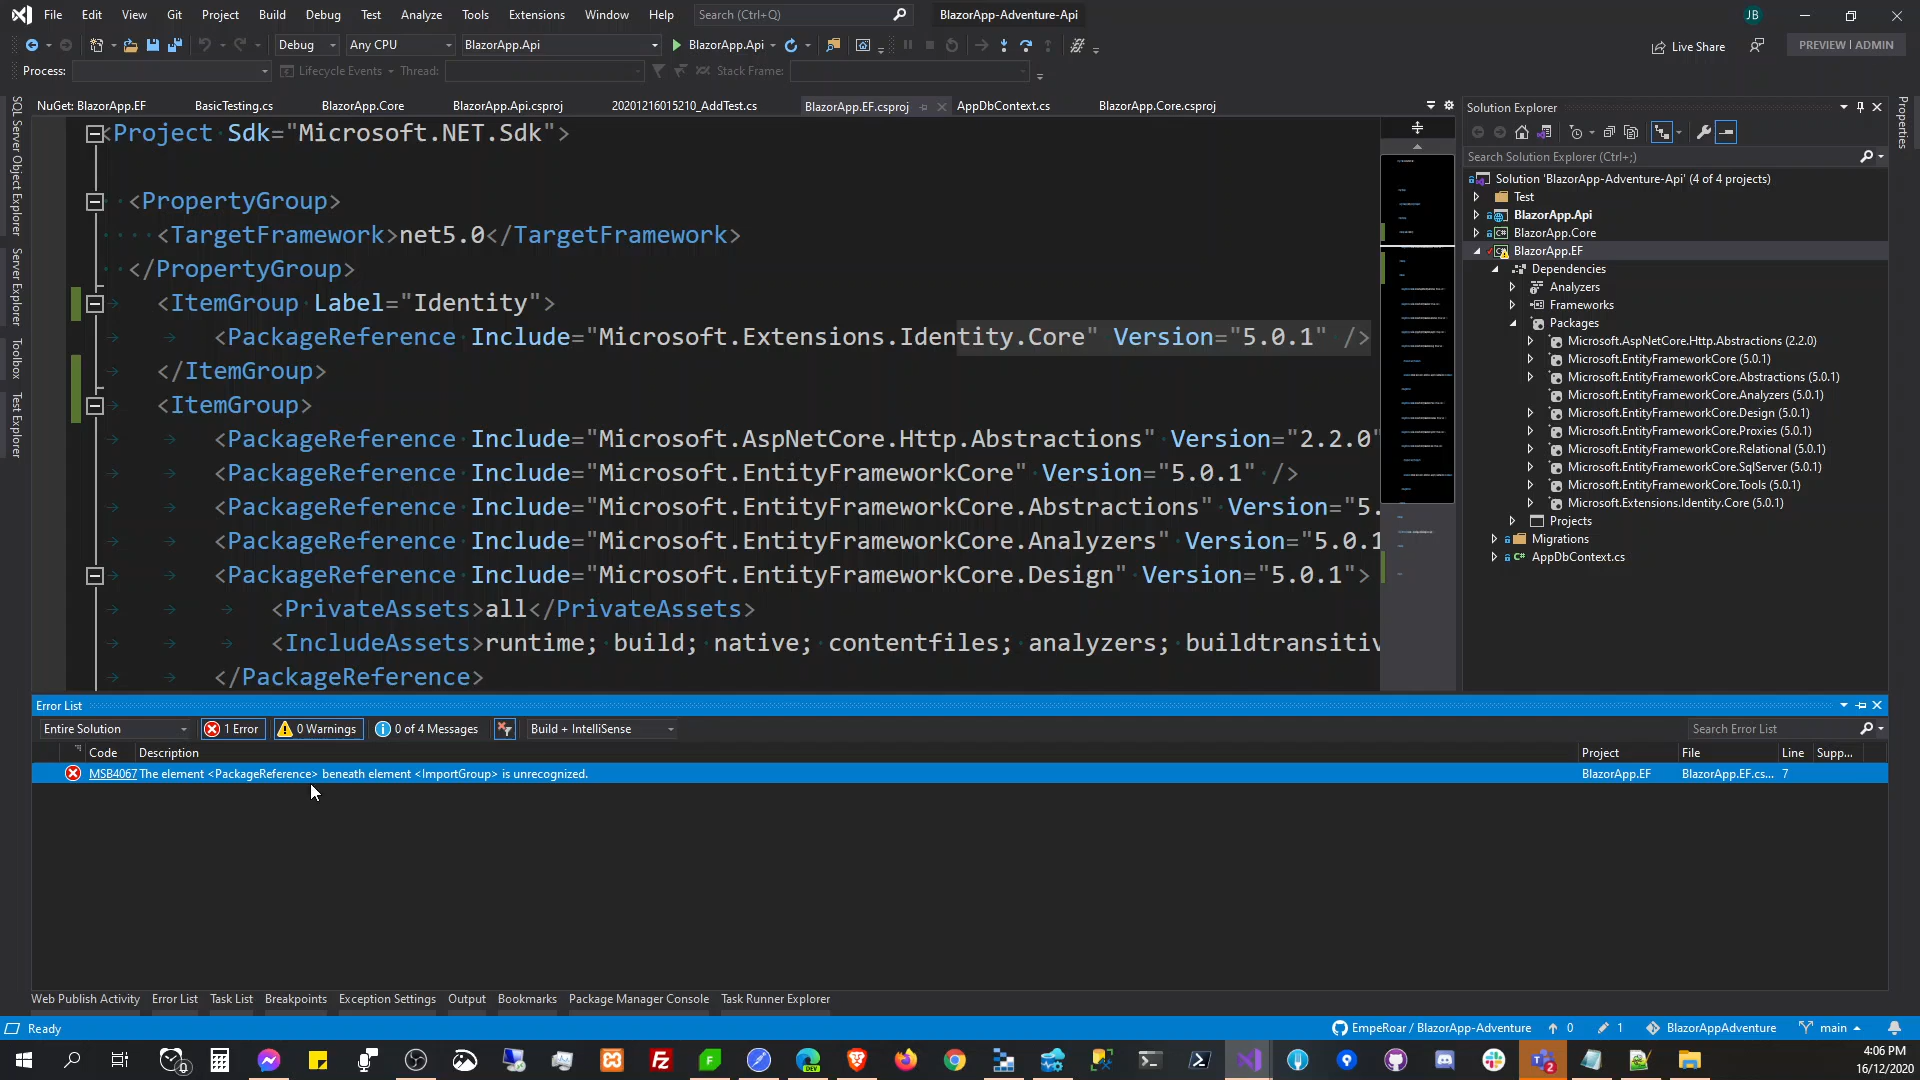 File Edit View Git Project Build Debug Test Analyze Tools Extensions Window Help Search (Ctrl+Q) BlazorApp-Adventure-Api JB
Debug Any CPU BlazorApp.Api BlazorApp.Api Live Share PREVIEW | ADMIN
Process: Lifecycle Events Thread: Stack Frame:
SQL Server Object Explorer
Server Explorer
Toolbox
Test Explorer
NuGet: BlazorApp.EF BasicTesting.cs BlazorApp.Core BlazorApp.Api.csproj 20201216015210_AddTest.cs BlazorApp.EF.csproj AppDbContext.cs BlazorApp.Core.csproj
<Project Sdk="Microsoft.NET.Sdk">
<PropertyGroup>
<TargetFramework>net5.0</TargetFramework>
</PropertyGroup>
<ItemGroup Label="Identity">
<PackageReference Include="Microsoft.Extensions.Identity.Core" Version="5.0.1" />
</ItemGroup>
<ItemGroup>
<PackageReference Include="Microsoft.AspNetCore.Http.Abstractions" Version="2.2.0"
<PackageReference Include="Microsoft.EntityFrameworkCore" Version="5.0.1" />
<PackageReference Include="Microsoft.EntityFrameworkCore.Abstractions" Version="5.
<PackageReference Include="Microsoft.EntityFrameworkCore.Analyzers" Version="5.0.1
<PackageReference Include="Microsoft.EntityFrameworkCore.Design" Version="5.0.1">
<PrivateAssets>all</PrivateAssets>
<IncludeAssets>runtime; build; native; contentfiles; analyzers; buildtransitiv
</PackageReference>
Solution Explorer
Search Solution Explorer (Ctrl+;)
Solution 'BlazorApp-Adventure-Api' (4 of 4 projects)
Test
BlazorApp.Api
BlazorApp.Core
BlazorApp.EF
Dependencies
Analyzers
Frameworks
Packages
Microsoft.AspNetCore.Http.Abstractions (2.2.0)
Microsoft.EntityFrameworkCore (5.0.1)
Microsoft.EntityFrameworkCore.Abstractions (5.0.1)
Microsoft.EntityFrameworkCore.Analyzers (5.0.1)
Microsoft.EntityFrameworkCore.Design (5.0.1)
Microsoft.EntityFrameworkCore.Proxies (5.0.1)
Microsoft.EntityFrameworkCore.Relational (5.0.1)
Microsoft.EntityFrameworkCore.SqlServer (5.0.1)
Microsoft.EntityFrameworkCore.Tools (5.0.1)
Microsoft.Extensions.Identity.Core (5.0.1)
Projects
Migrations
AppDbContext.cs
Properties
Error List
Entire Solution 1 Error 0 Warnings 0 of 4 Messages Build + IntelliSense Search Error List
Code Description Project File Line Supp...
MSB4067 The element <PackageReference> beneath element <ImportGroup> is unrecognized. BlazorApp.EF BlazorApp.EF.cs... 7
Web Publish Activity Error List Task List Breakpoints Exception Settings Output Bookmarks Package Manager Console Task Runner Explorer
Ready EmpeRoar / BlazorApp-Adventure 0 1 BlazorAppAdventure main
4:06 PM
16/12/2020